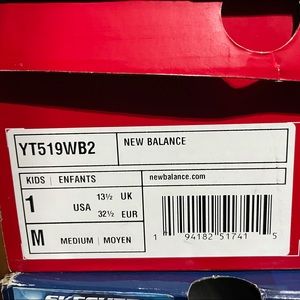 YT519WB2 NEW BALANCE
KIDS | ENFANTS newbalance.com
1 USA 13½ UK 32½ EUR
M MEDIUM | MOYEN
1 94182 51741 5
SKECHERS